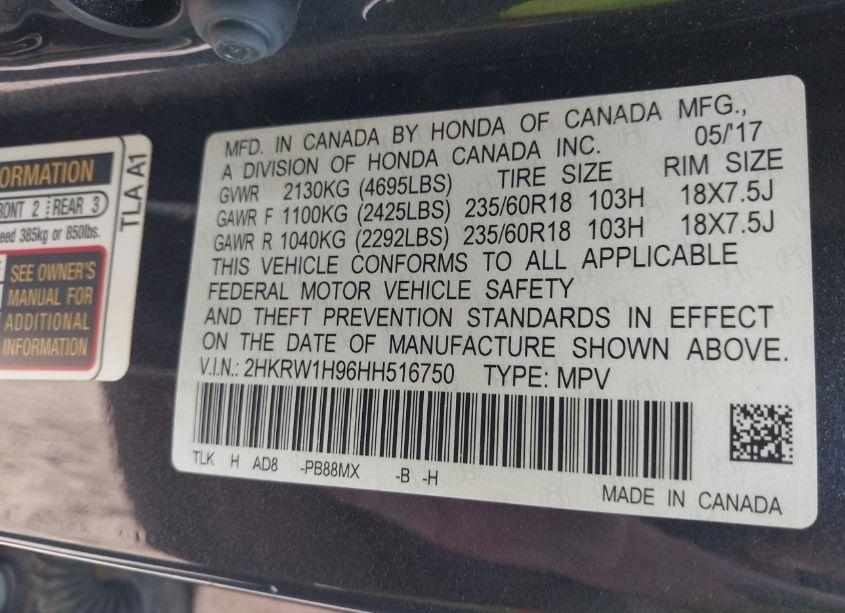 ORMATION
RONT 2 REAR 3
eed 385kg or 850lbs.
SEE OWNER'S
MANUAL FOR
ADDITIONAL
INFORMATION
TLA A1
MFD. IN CANADA BY HONDA OF CANADA MFG.,
A DIVISION OF HONDA CANADA INC. 05/'17
GVWR 2130KG (4695LBS) TIRE SIZE RIM SIZE
GAWR F 1100KG (2425LBS) 235/60R18 103H 18X7.5J
GAWR R 1040KG (2292LBS) 235/60R18 103H 18X7.5J
THIS VEHICLE CONFORMS TO ALL APPLICABLE
FEDERAL MOTOR VEHICLE SAFETY
AND THEFT PREVENTION STANDARDS IN EFFECT
ON THE DATE OF MANUFACTURE SHOWN ABOVE.
V.I.N.: 2HKRW1H96HH516750 TYPE: MPV
TLK H AD8 -PB88MX -B -H
MADE IN CANADA